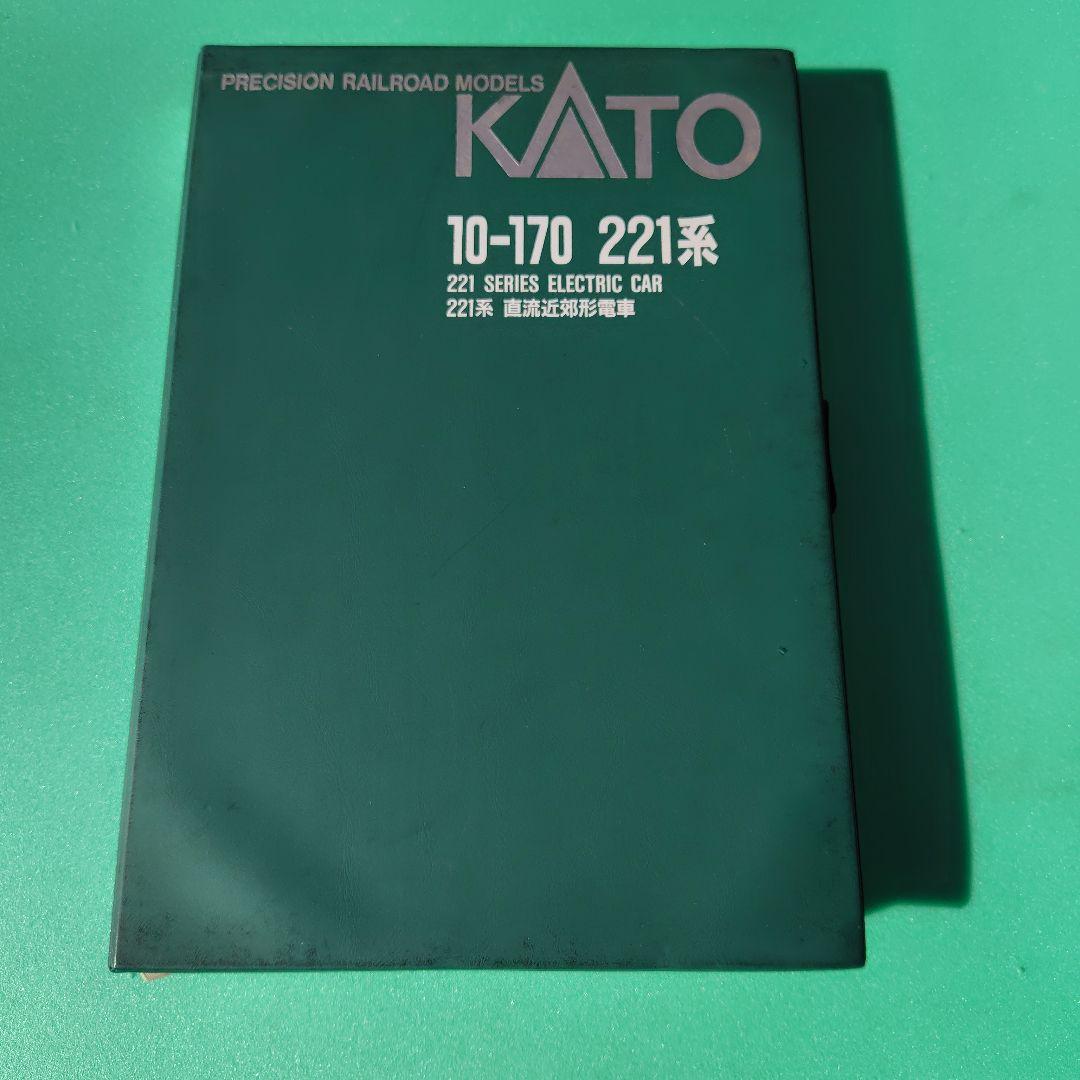 PRECISION RAILROAD MODELS
KATO
10-170 221系
221 SERIES ELECTRIC CAR
221系 直流近郊形電車